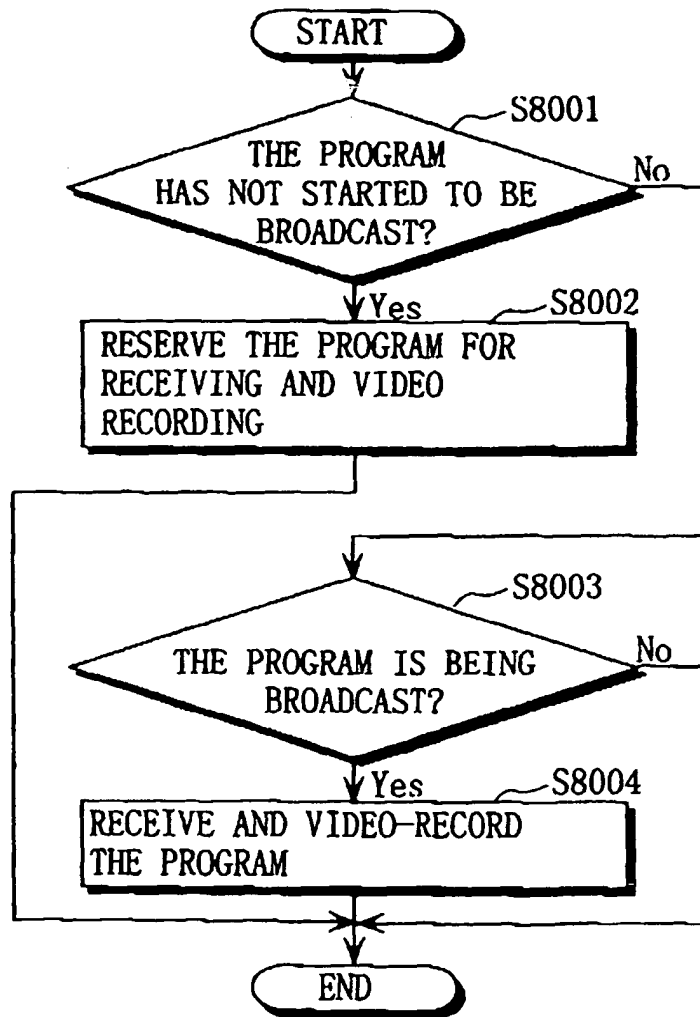 START
S8001
THE PROGRAM
HAS NOT STARTED TO BE
BROADCAST?
No
Yes
S8002
RESERVE THE PROGRAM FOR
RECEIVING AND VIDEO
RECORDING
S8003
THE PROGRAM IS BEING
BROADCAST?
No
Yes
S8004
RECEIVE AND VIDEO-RECORD
THE PROGRAM
END